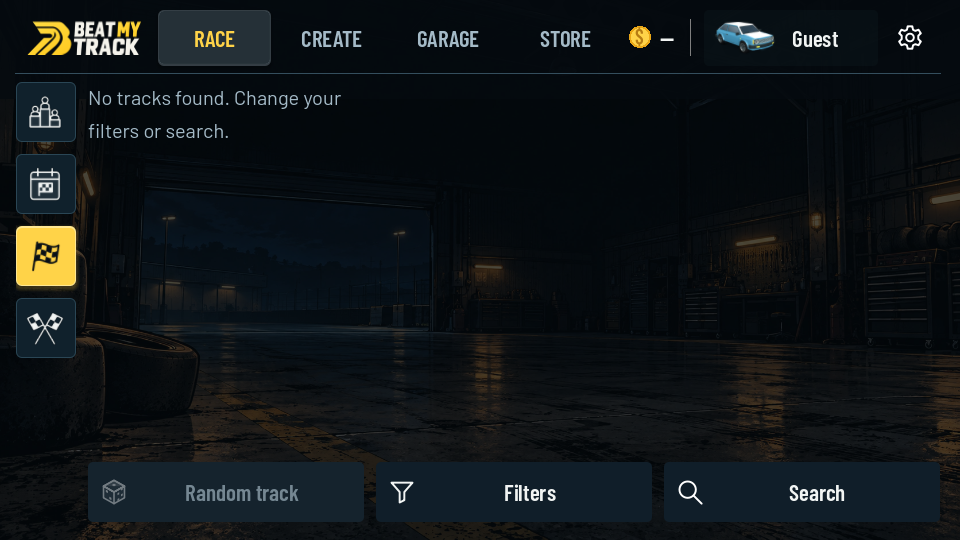 BEAT MY
TRACK
RACE
CREATE
GARAGE
STORE
$ –
Guest
No tracks found. Change your
filters or search.
Random track
Filters
Search